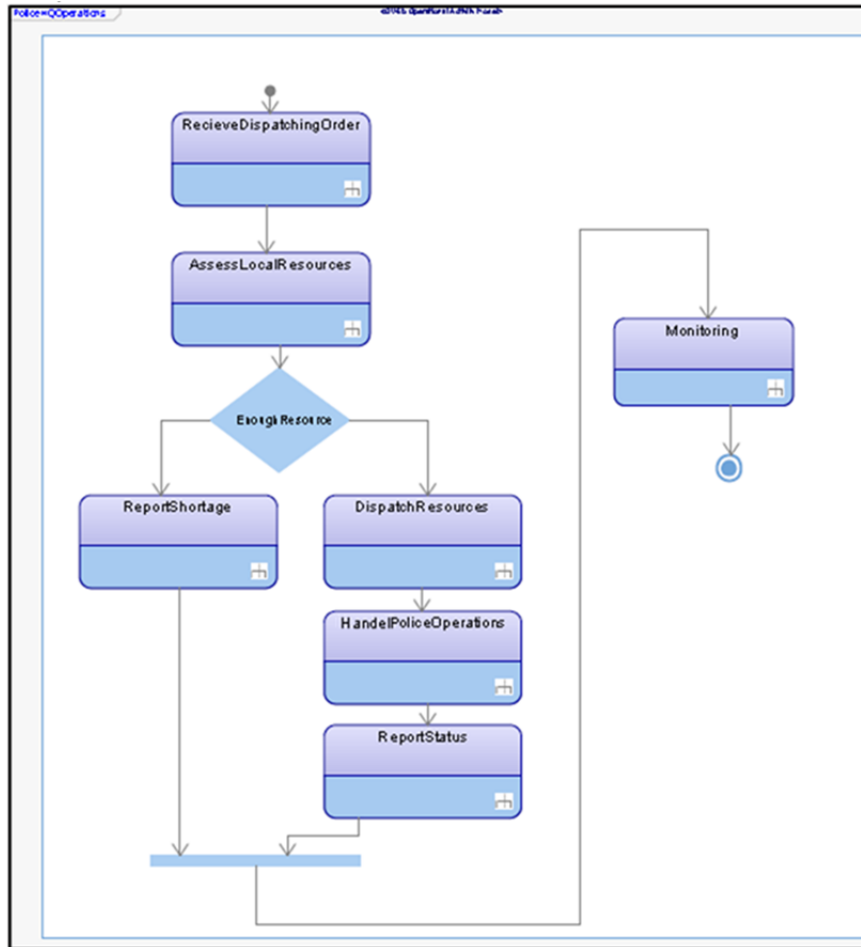 Police=QOperations
RecieveDispatchingOrder
AssessLocalResources
Monitoring
EnoughResource
ReportShortage
DispatchResources
HandelPoliceOperations
ReportStatus